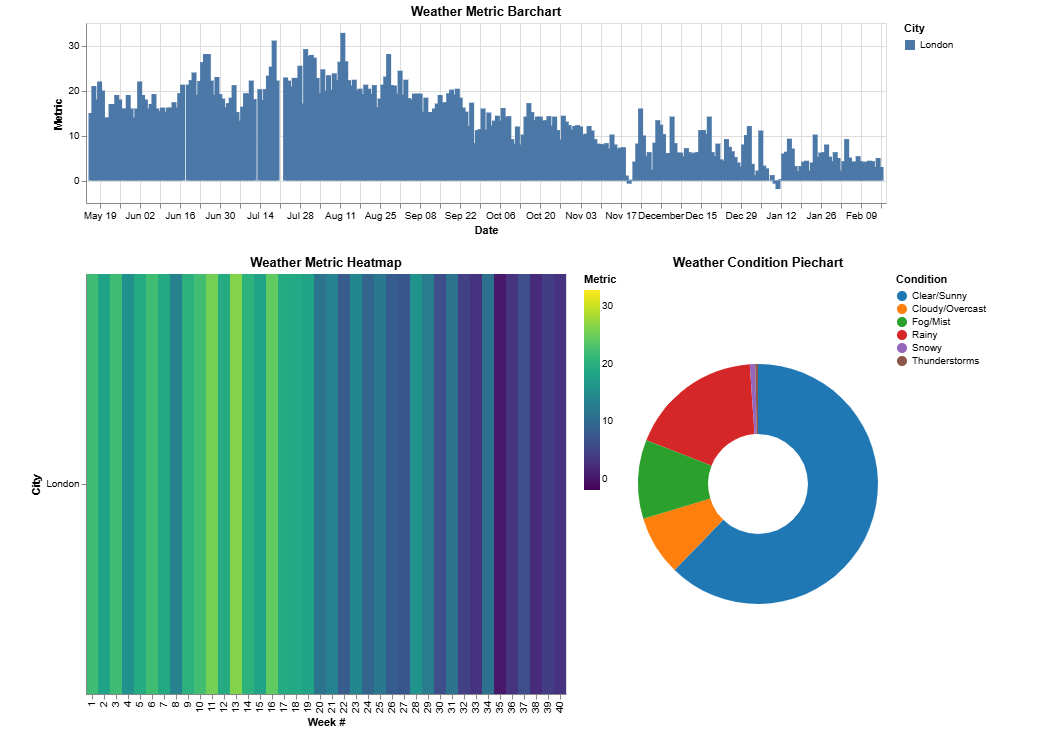 Weather Metric Barchart
Metric
30
20
10
0
May 19 Jun 02 Jun 16 Jun 30 Jul 14 Jul 28 Aug 11 Aug 25 Sep 08 Sep 22 Oct 06 Oct 20 Nov 03 Nov 17 December Dec 15 Dec 29 Jan 12 Jan 26 Feb 09
Date
City
London
Weather Metric Heatmap
City
London
1 2 3 4 5 6 7 8 9 10 11 12 13 14 15 16 17 18 19 20 21 22 23 24 25 26 27 28 29 30 31 32 33 34 35 36 37 38 39 40
Week #
Metric
30
20
10
0
Weather Condition Piechart
Condition
Clear/Sunny
Cloudy/Overcast
Fog/Mist
Rainy
Snowy
Thunderstorms